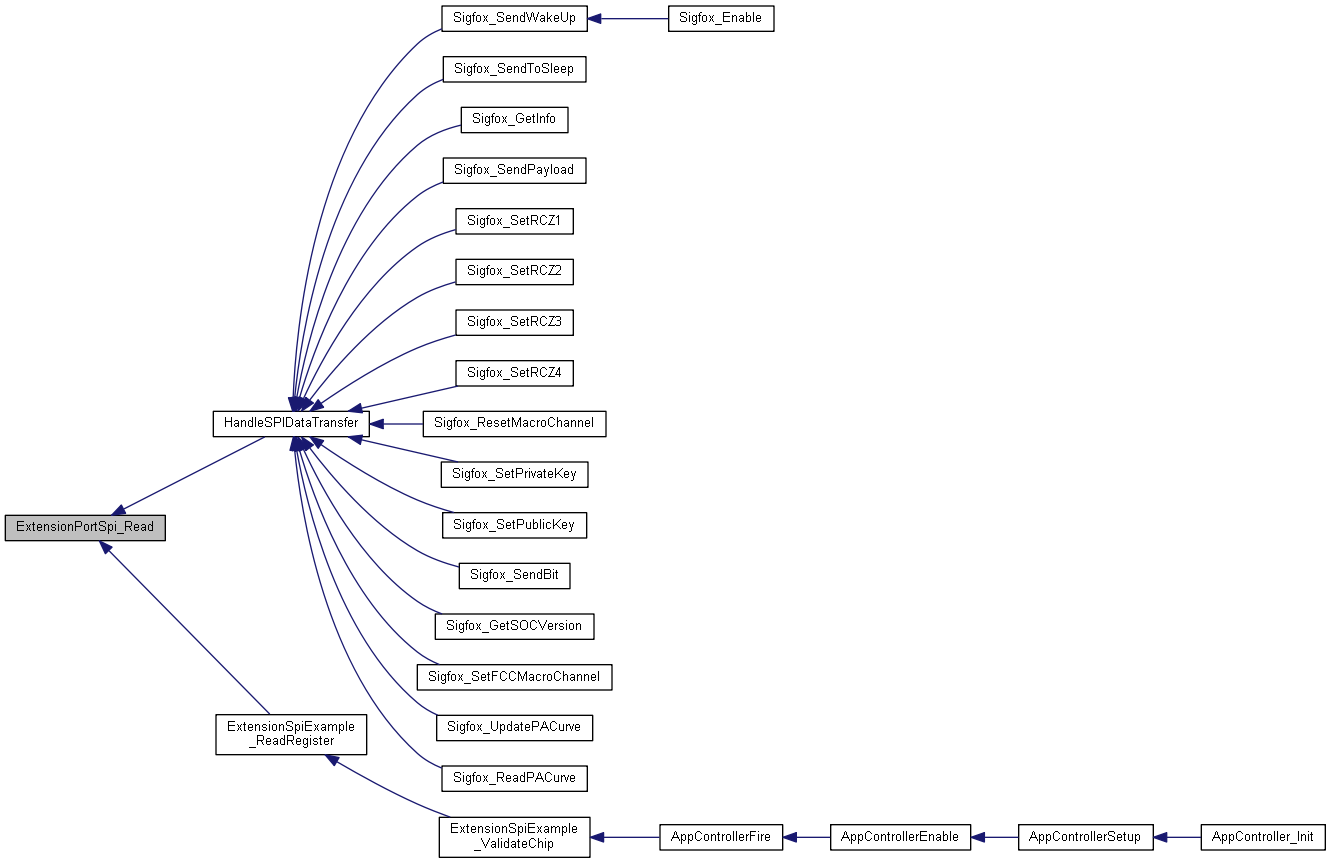 Sigfox_SendWakeUp
Sigfox_Enable
Sigfox_SendToSleep
Sigfox_GetInfo
Sigfox_SendPayload
Sigfox_SetRCZ1
Sigfox_SetRCZ2
Sigfox_SetRCZ3
Sigfox_SetRCZ4
HandleSPIDataTransfer
Sigfox_ResetMacroChannel
Sigfox_SetPrivateKey
ExtensionPortSpi_Read
Sigfox_SetPublicKey
Sigfox_SendBit
Sigfox_GetSOCVersion
Sigfox_SetFCCMacroChannel
ExtensionSpiExample
_ReadRegister
Sigfox_UpdatePACurve
Sigfox_ReadPACurve
ExtensionSpiExample
_ValidateChip
AppControllerFire
AppControllerEnable
AppControllerSetup
AppController_Init